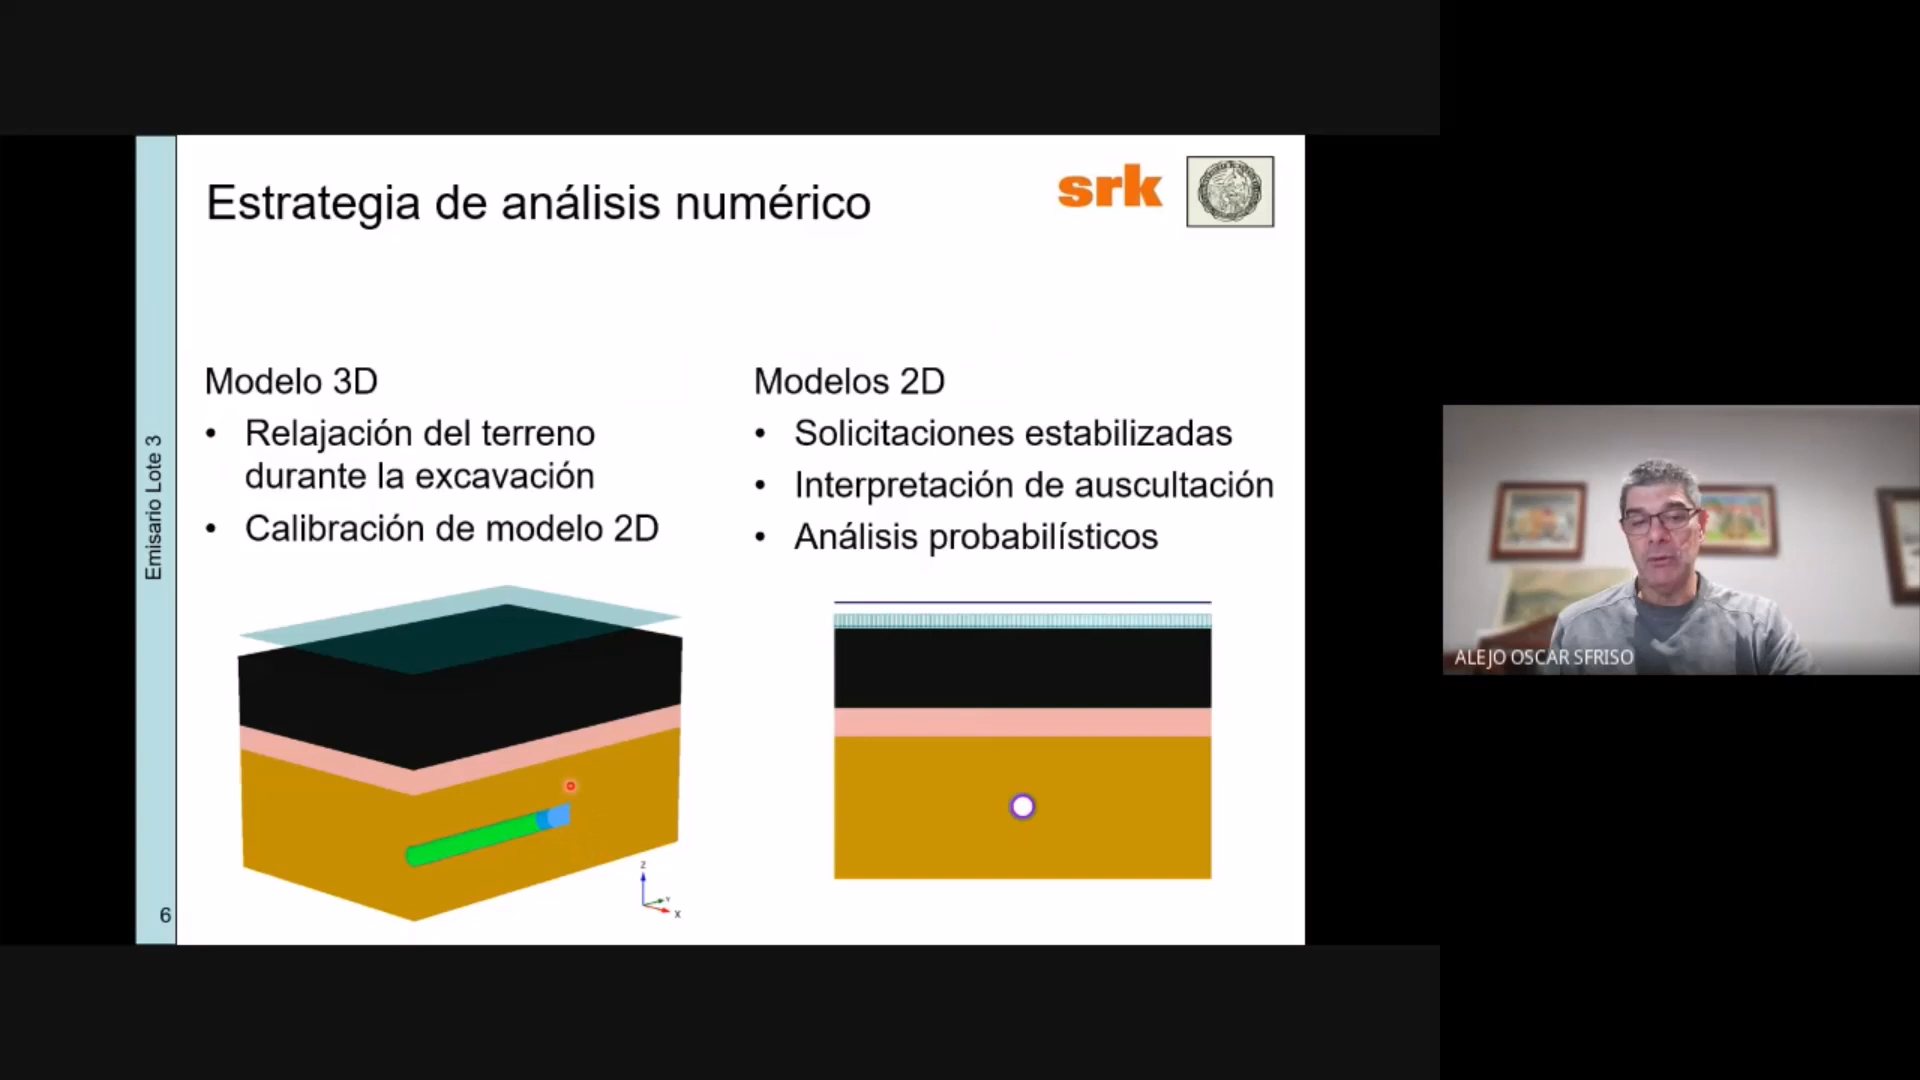 Estrategia de análisis numérico
srk
Modelo 3D
• Relajación del terreno
durante la excavación
• Calibración de modelo 2D
Modelos 2D
• Solicitaciones estabilizadas
• Interpretación de auscultación
• Análisis probabilísticos
Emisario Lote 3
6
Z
Y
X
ALEJO OSCAR SFRISO